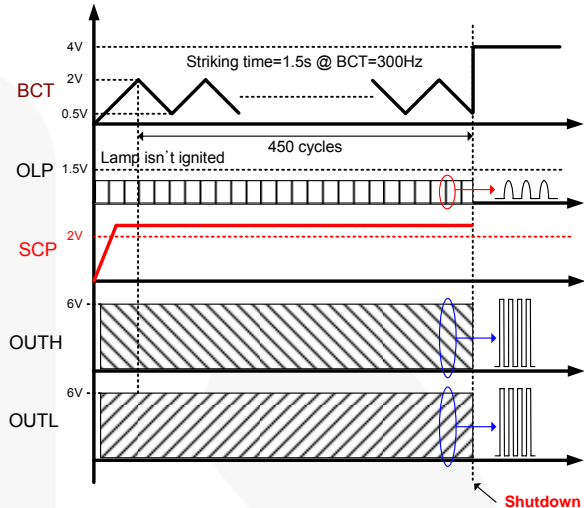 4V
Striking time=1.5s @ BCT=300Hz
2V
BCT
0.5V
450 cycles
Lamp isn't ignited
OLP
1.5V
2V
SCP
6V
OUTH
6V
OUTL
Shutdown